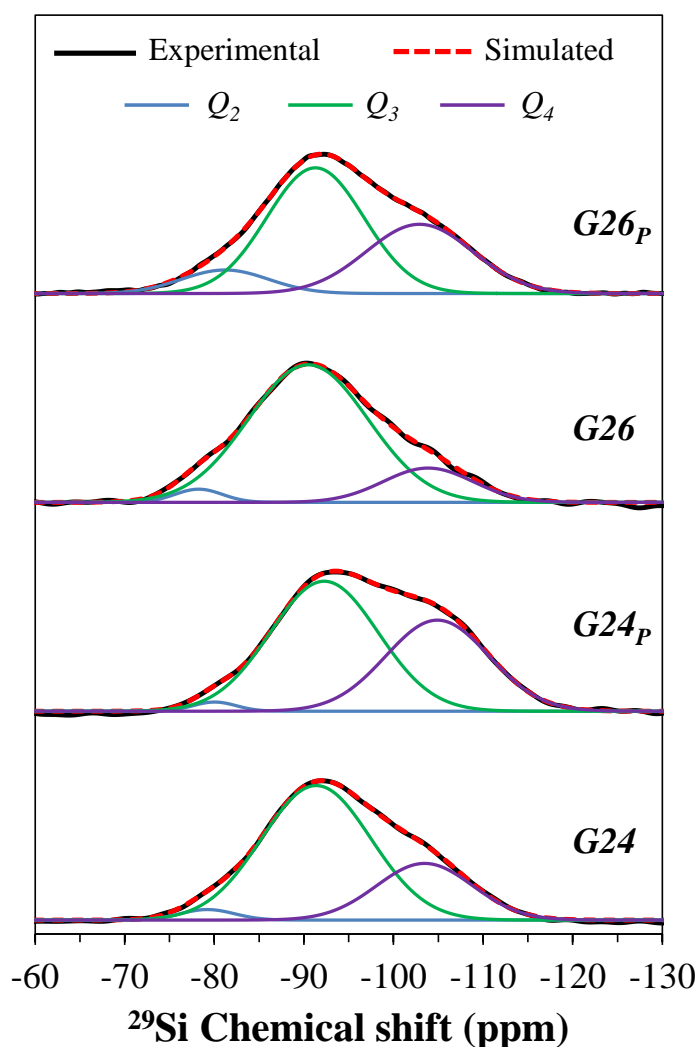 Experimental Simulated
Q₂ Q₃ Q₄
G26ₚ
G26
G24ₚ
G24
-60 -70 -80 -90 -100 -110 -120 -130
²⁹Si Chemical shift (ppm)